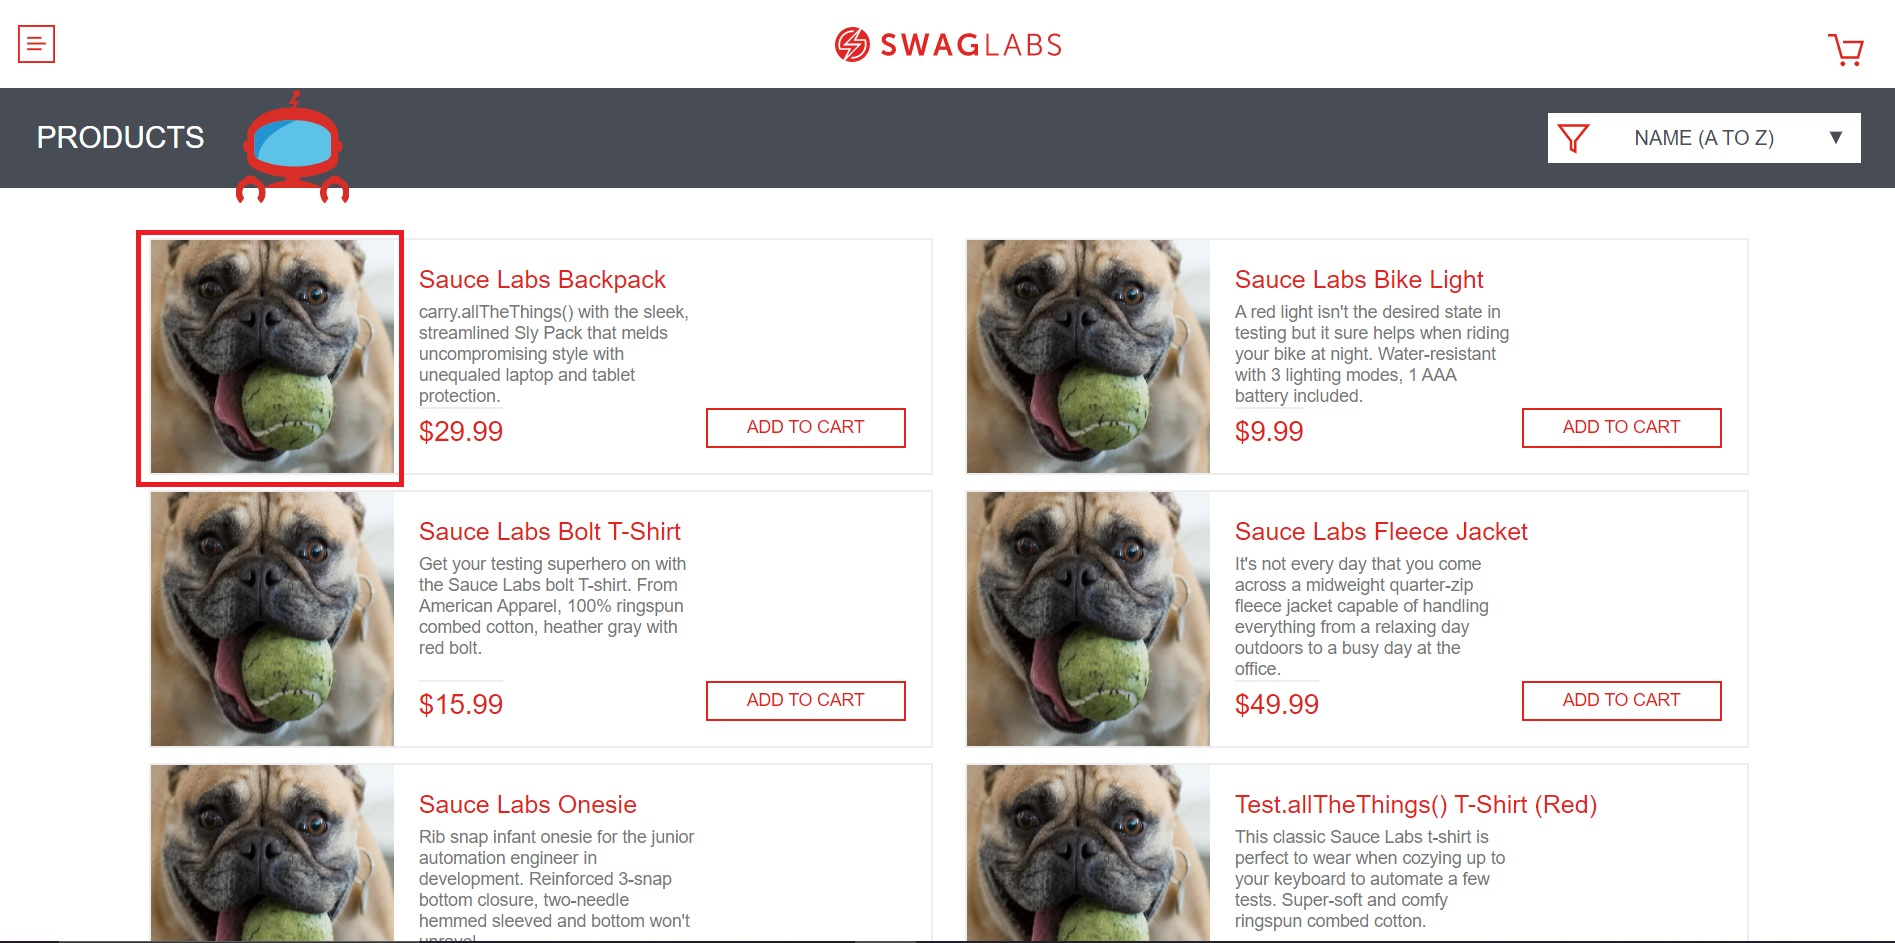 SWAGLABS
PRODUCTS
NAME (A TO Z)
Sauce Labs Backpack
carry.allTheThings() with the sleek,
streamlined Sly Pack that melds
uncompromising style with
unequaled laptop and tablet
protection.
$29.99
ADD TO CART
Sauce Labs Bike Light
A red light isn't the desired state in
testing but it sure helps when riding
your bike at night. Water-resistant
with 3 lighting modes, 1 AAA
battery included.
$9.99
ADD TO CART
Sauce Labs Bolt T-Shirt
Get your testing superhero on with
the Sauce Labs bolt T-shirt. From
American Apparel, 100% ringspun
combed cotton, heather gray with
red bolt.
$15.99
ADD TO CART
Sauce Labs Fleece Jacket
It's not every day that you come
across a midweight quarter-zip
fleece jacket capable of handling
everything from a relaxing day
outdoors to a busy day at the
office.
$49.99
ADD TO CART
Sauce Labs Onesie
Rib snap infant onesie for the junior
automation engineer in
development. Reinforced 3-snap
bottom closure, two-needle
hemmed sleeved and bottom won't
Test.allTheThings() T-Shirt (Red)
This classic Sauce Labs t-shirt is
perfect to wear when cozying up to
your keyboard to automate a few
tests. Super-soft and comfy
ringspun combed cotton.